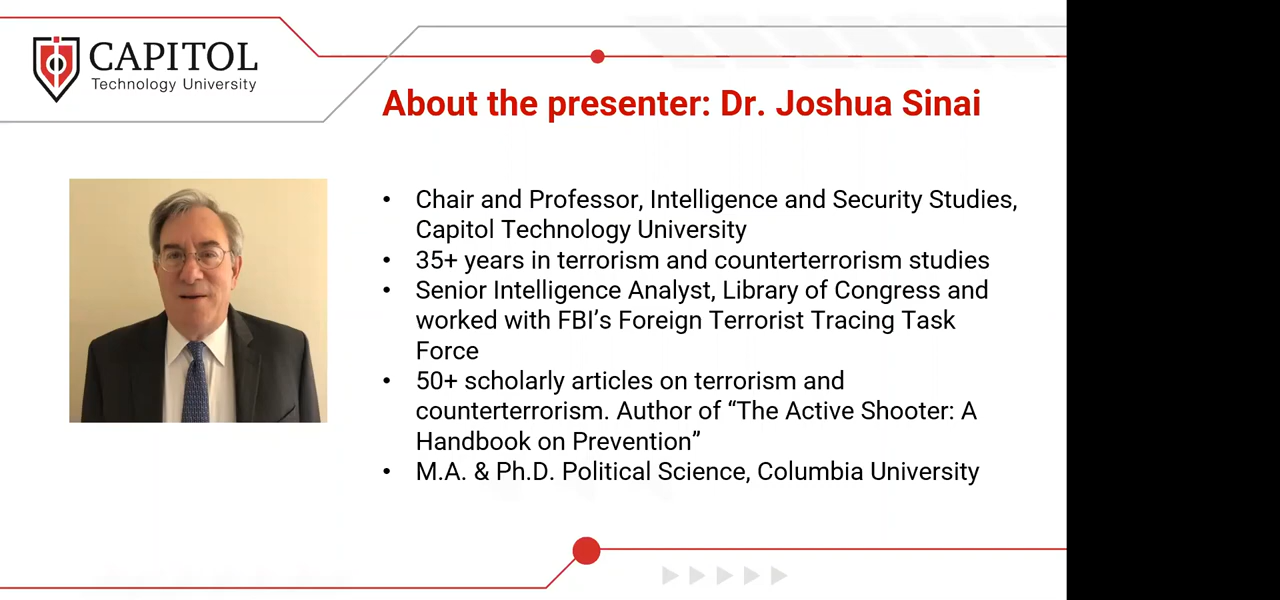 CAPITOL
Technology University
About the presenter: Dr. Joshua Sinai
• Chair and Professor, Intelligence and Security Studies,
Capitol Technology University
• 35+ years in terrorism and counterterrorism studies
• Senior Intelligence Analyst, Library of Congress and
worked with FBI’s Foreign Terrorist Tracing Task
Force
• 50+ scholarly articles on terrorism and
counterterrorism. Author of “The Active Shooter: A
Handbook on Prevention”
• M.A. & Ph.D. Political Science, Columbia University